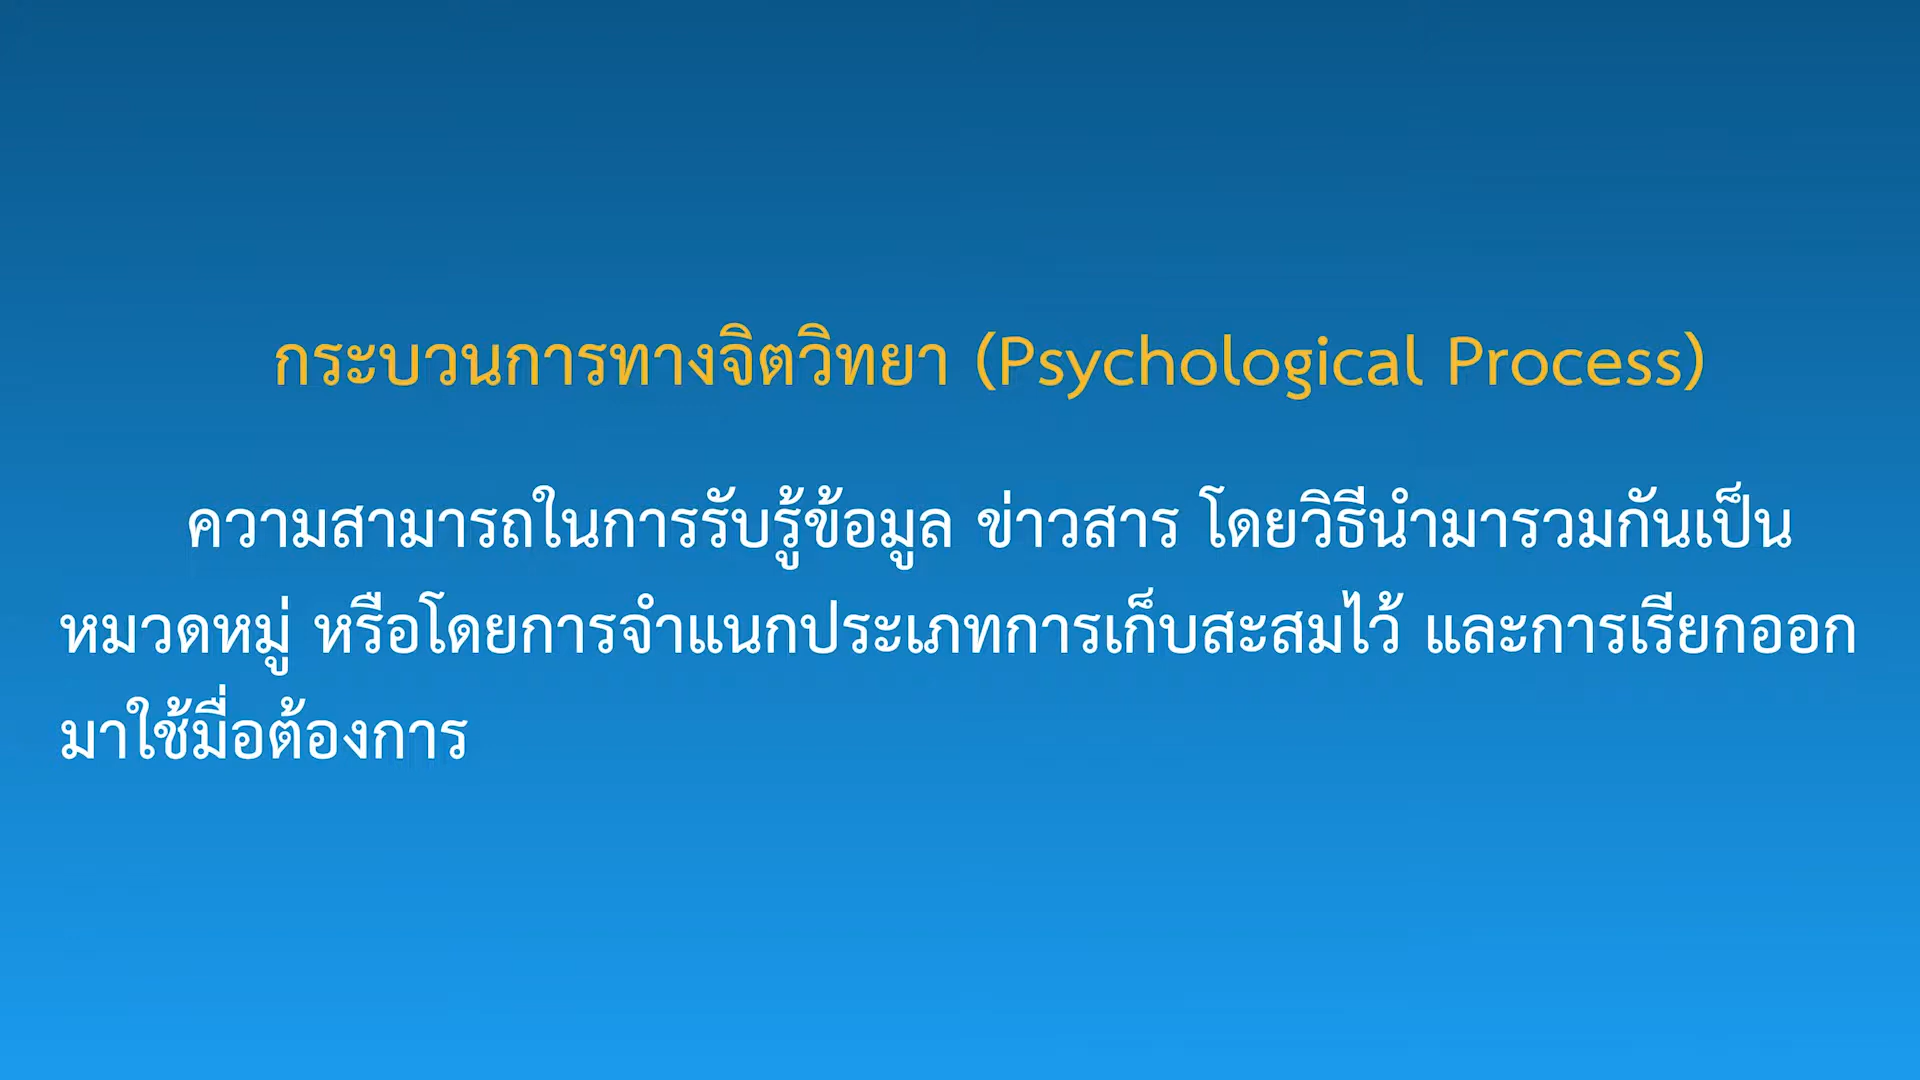 กระบวนการทางจิตวิทยา (Psychological Process)
ความสามารถในการรับรู้ข้อมูล ข่าวสาร โดยวิธีนำมารวมกันเป็น
หมวดหมู่ หรือโดยการจำแนกประเภทการเก็บสะสมไว้ และการเรียกออก
มาใช้มื่อต้องการ